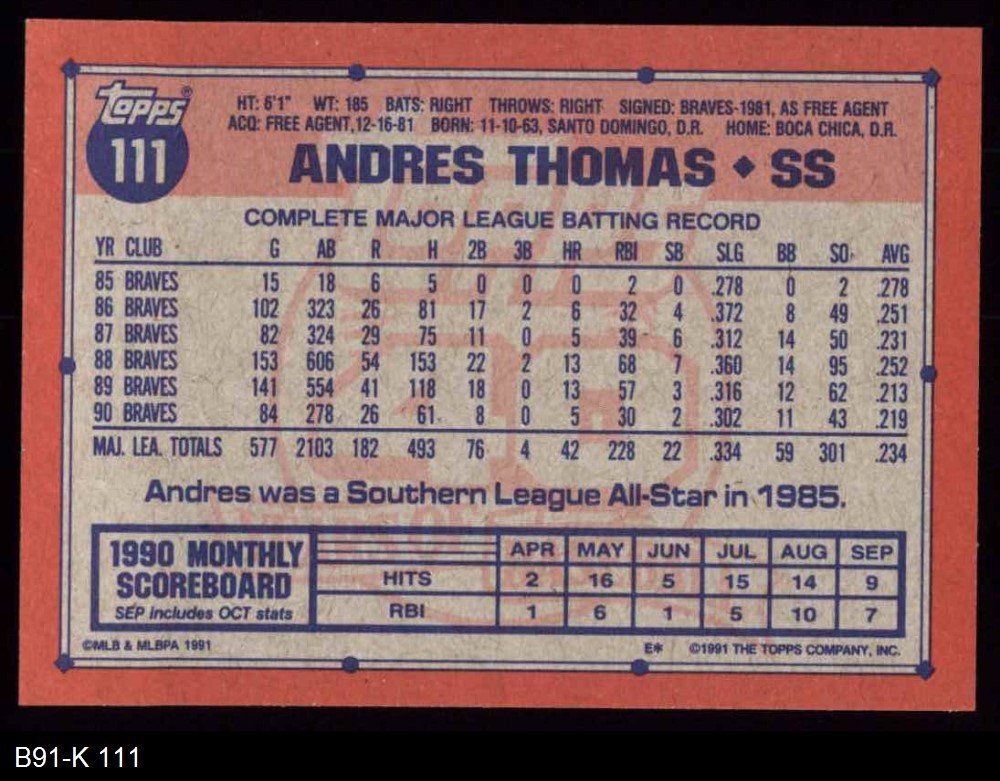 Topps®
111
HT: 6'1" WT: 185 BATS: RIGHT THROWS: RIGHT SIGNED: BRAVES-1981, AS FREE AGENT
ACQ: FREE AGENT,12-16-81 BORN: 11-10-63, SANTO DOMINGO, D.R. HOME: BOCA CHICA, D.R.
ANDRES THOMAS ♦ SS
COMPLETE MAJOR LEAGUE BATTING RECORD
YR CLUB G AB R H 2B 3B HR RBI SB SLG BB SO AVG
85 BRAVES 15 18 6 5 0 0 0 2 0 .278 0 2 .278
86 BRAVES 102 323 26 81 17 2 6 32 4 .372 8 49 .251
87 BRAVES 82 324 29 75 11 0 5 39 6 .312 14 50 .231
88 BRAVES 153 606 54 153 22 2 13 68 7 .360 14 95 .252
89 BRAVES 141 554 41 118 18 0 13 57 3 .316 12 62 .213
90 BRAVES 84 278 26 61 8 0 5 30 2 .302 11 43 .219
MAJ. LEA. TOTALS 577 2103 182 493 76 4 42 228 22 .334 59 301 .234
Andres was a Southern League All-Star in 1985.
1990 MONTHLY
SCOREBOARD
SEP includes OCT stats
APR MAY JUN JUL AUG SEP
HITS 2 16 5 15 14 9
RBI 1 6 1 5 10 7
©MLB & MLBPA 1991 E* ©1991 THE TOPPS COMPANY, INC.
B91-K 111